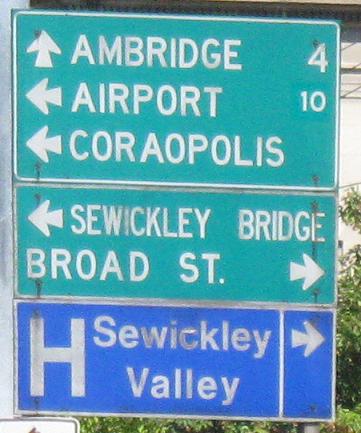 AMBRIDGE 4
AIRPORT 10
CORAOPOLIS
SEWICKLEY BRIDGE
BROAD ST.
H Sewickley
Valley